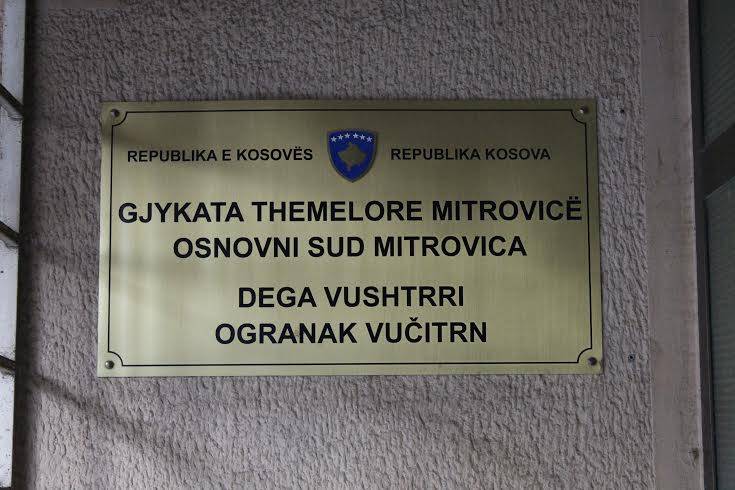 REPUBLIKA E KOSOVËS REPUBLIKA KOSOVA
GJYKATA THEMELORE MITROVICË
OSNOVNI SUD MITROVICA
DEGA VUSHTRRI
OGRANAK VUČITRN